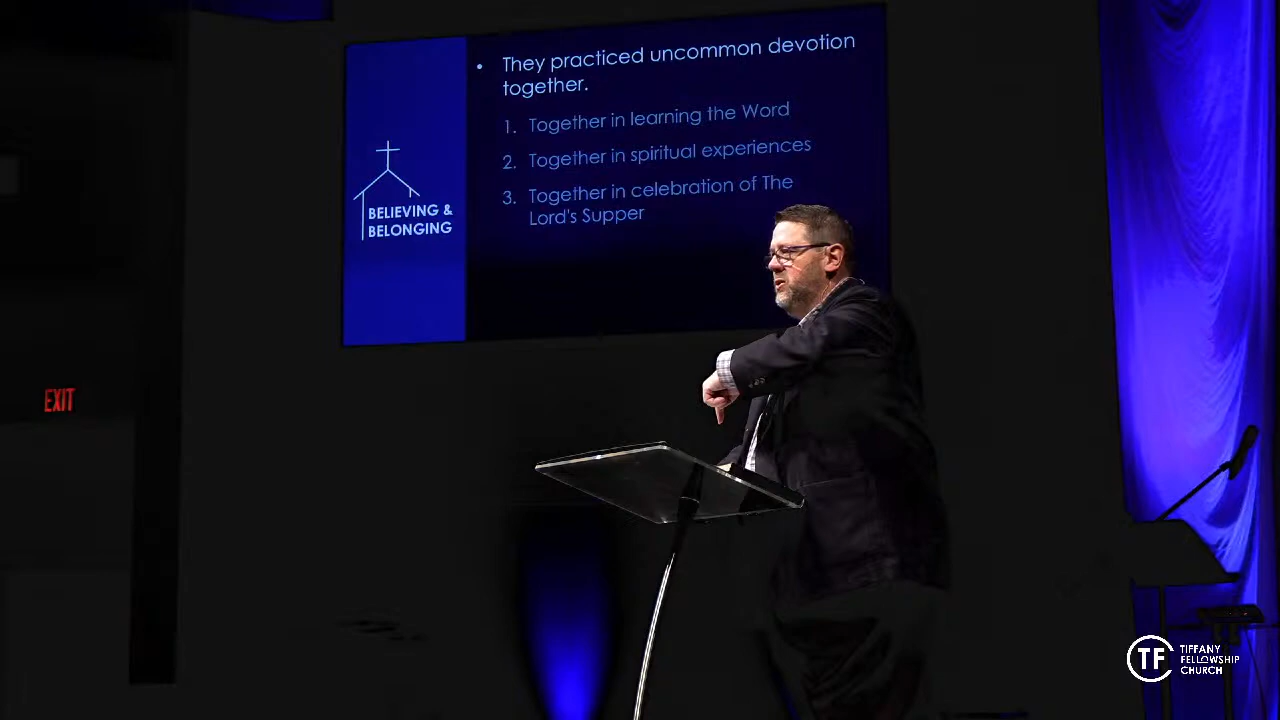 • They practiced uncommon devotion
together.
1. Together in learning the Word
2. Together in spiritual experiences
3. Together in celebration of The
Lord's Supper
BELIEVING &
BELONGING
EXIT
TF
TIFFANY
FELLOWSHIP
CHURCH